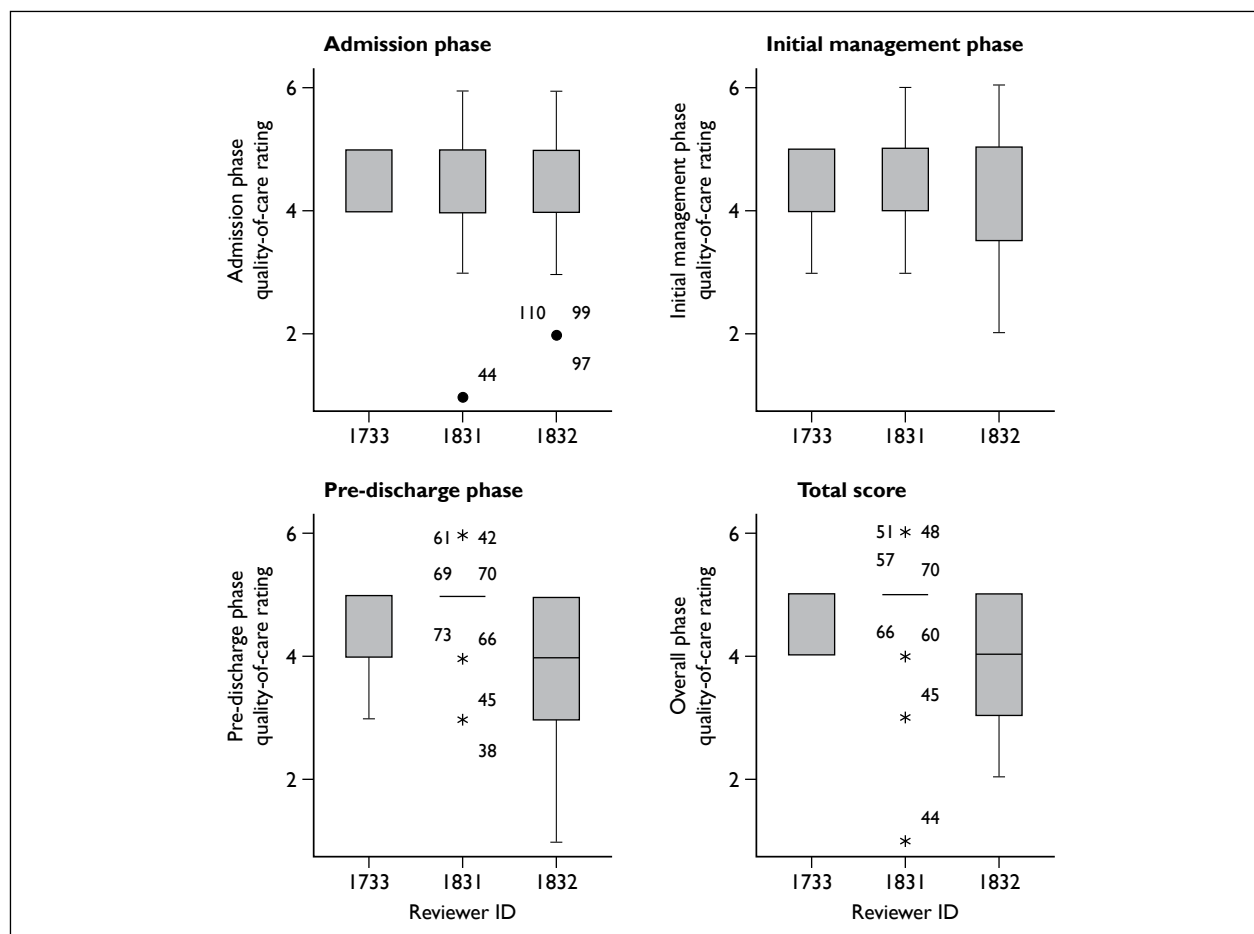 Admission phase
Admission phase
quality-of-care rating
6
4
2
110 99
97
44
1733 1831 1832
Initial management phase
Initial management phase
quality-of-care rating
6
4
2
1733 1831 1832
Pre-discharge phase
Pre-discharge phase
quality-of-care rating
6
4
2
61 * 42
69 70
73 66
*
45
*
38
1733 1831 1832
Reviewer ID
Total score
Overall phase
quality-of-care rating
6
4
2
51 * 48
57 70
66 60
*
45
*
44
*
1733 1831 1832
Reviewer ID